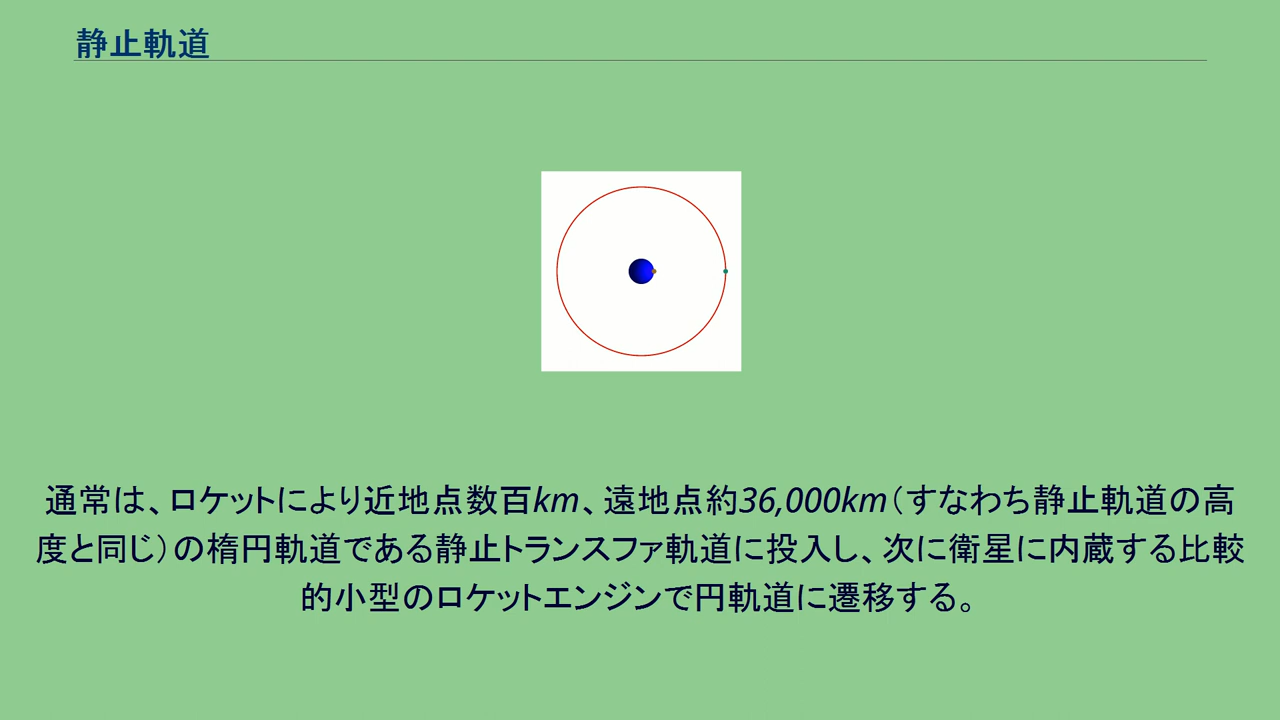 静止軌道
通常は、ロケットにより近地点数百km、遠地点約36,000km（すなわち静止軌道の高
度と同じ）の楕円軌道である静止トランスファ軌道に投入し、次に衛星に内蔵する比較
的小型のロケットエンジンで円軌道に遷移する。